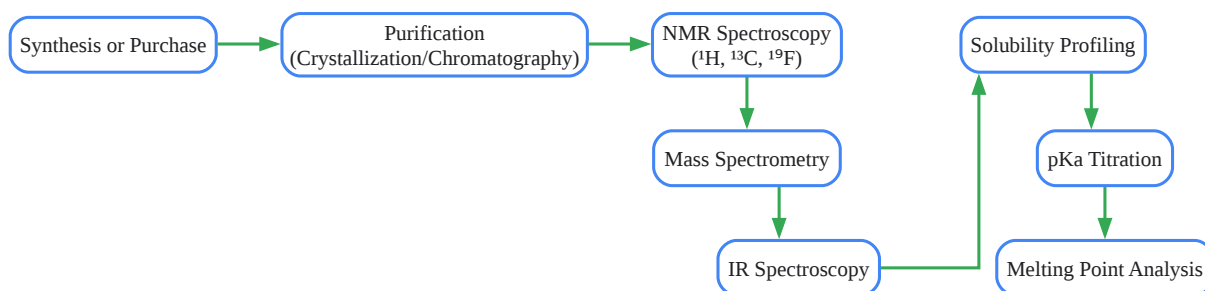 Synthesis or Purchase
Purification
(Crystallization/Chromatography)
NMR Spectroscopy
(¹H, ¹³C, ¹⁹F)
Mass Spectrometry
IR Spectroscopy
Solubility Profiling
pKa Titration
Melting Point Analysis